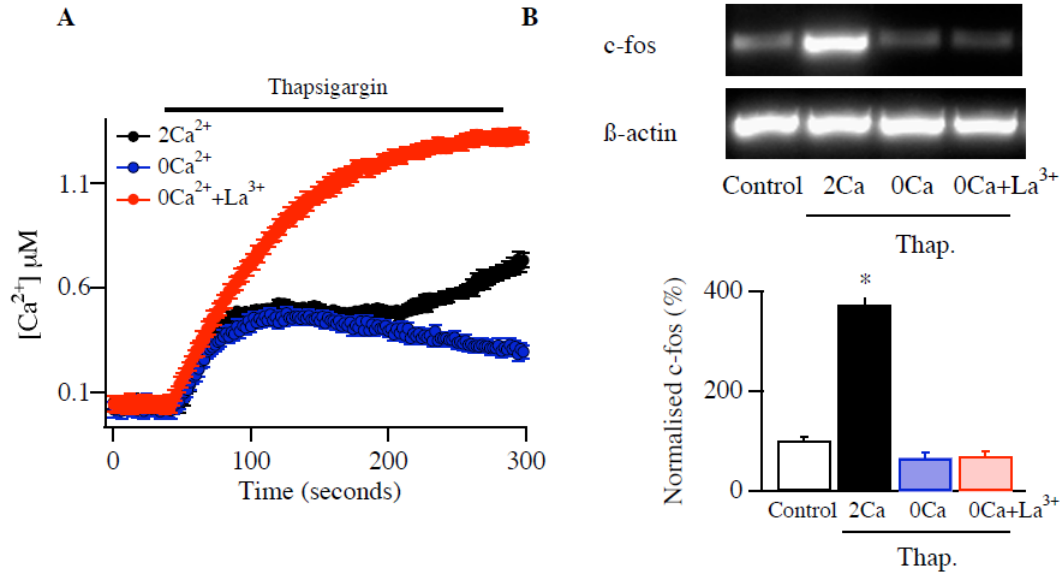 A
Thapsigargin
2Ca²⁺
0Ca²⁺
0Ca²⁺+La³⁺
[Ca²⁺] µM
1.1
0.6
0.1
0 100 200 300
Time (seconds)
B
c-fos
ß-actin
Control 2Ca 0Ca 0Ca+La³⁺
Thap.
Normalised c-fos (%)
400
200
0
*
Control 2Ca 0Ca 0Ca+La³⁺
Thap.